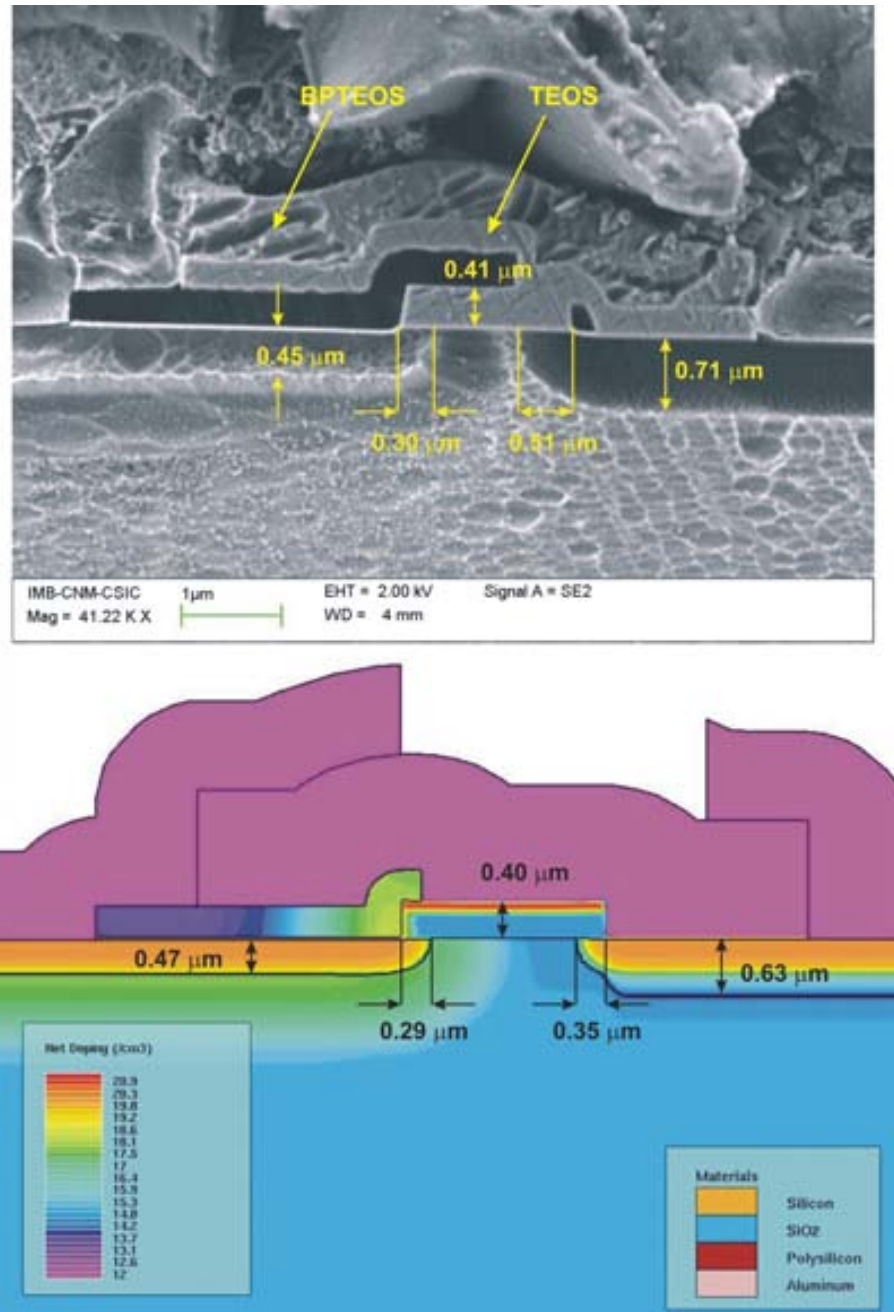 BPTEOS TEOS
0.41 μm
0.45 μm
0.71 μm
0.30 μm 0.51 μm
IMB-CNM-CSIC 1μm EHT = 2.00 kV Signal A = SE2
Mag = 41.22 K X WD = 4 mm
0.40 μm
0.47 μm
0.63 μm
0.29 μm 0.35 μm
Net Doping (/cm3)
20.9
20.3
19.8
19.2
18.6
18.1
17.5
17
16.4
15.9
15.3
14.8
14.2
13.7
13.1
12.6
12
Materials
Silicon
SiO2
Polysilicon
Aluminum